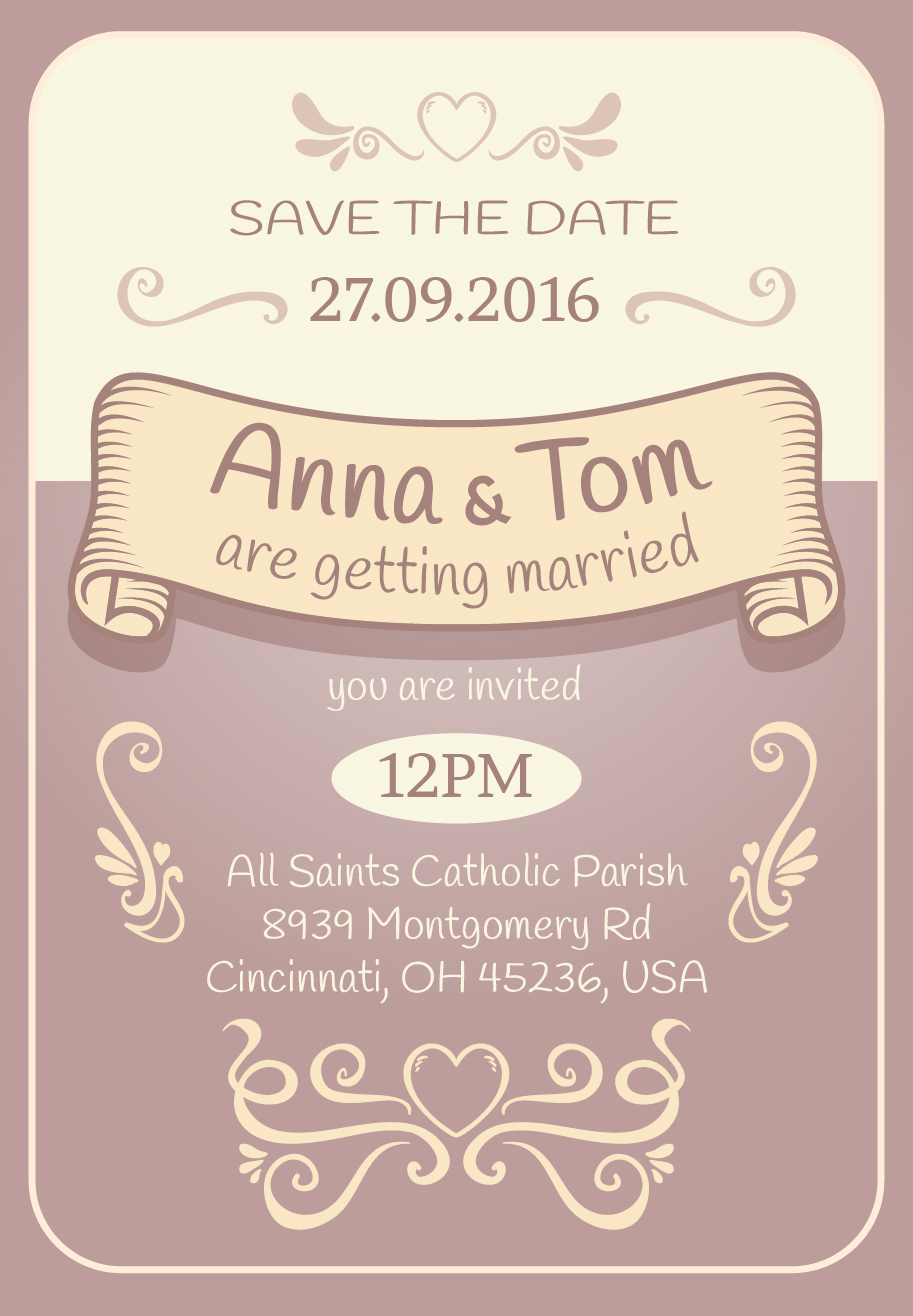 SAVE THE DATE
27.09.2016
Anna & Tom
are getting married
you are invited
12PM
All Saints Catholic Parish
8939 Montgomery Rd
Cincinnati, OH 45236, USA